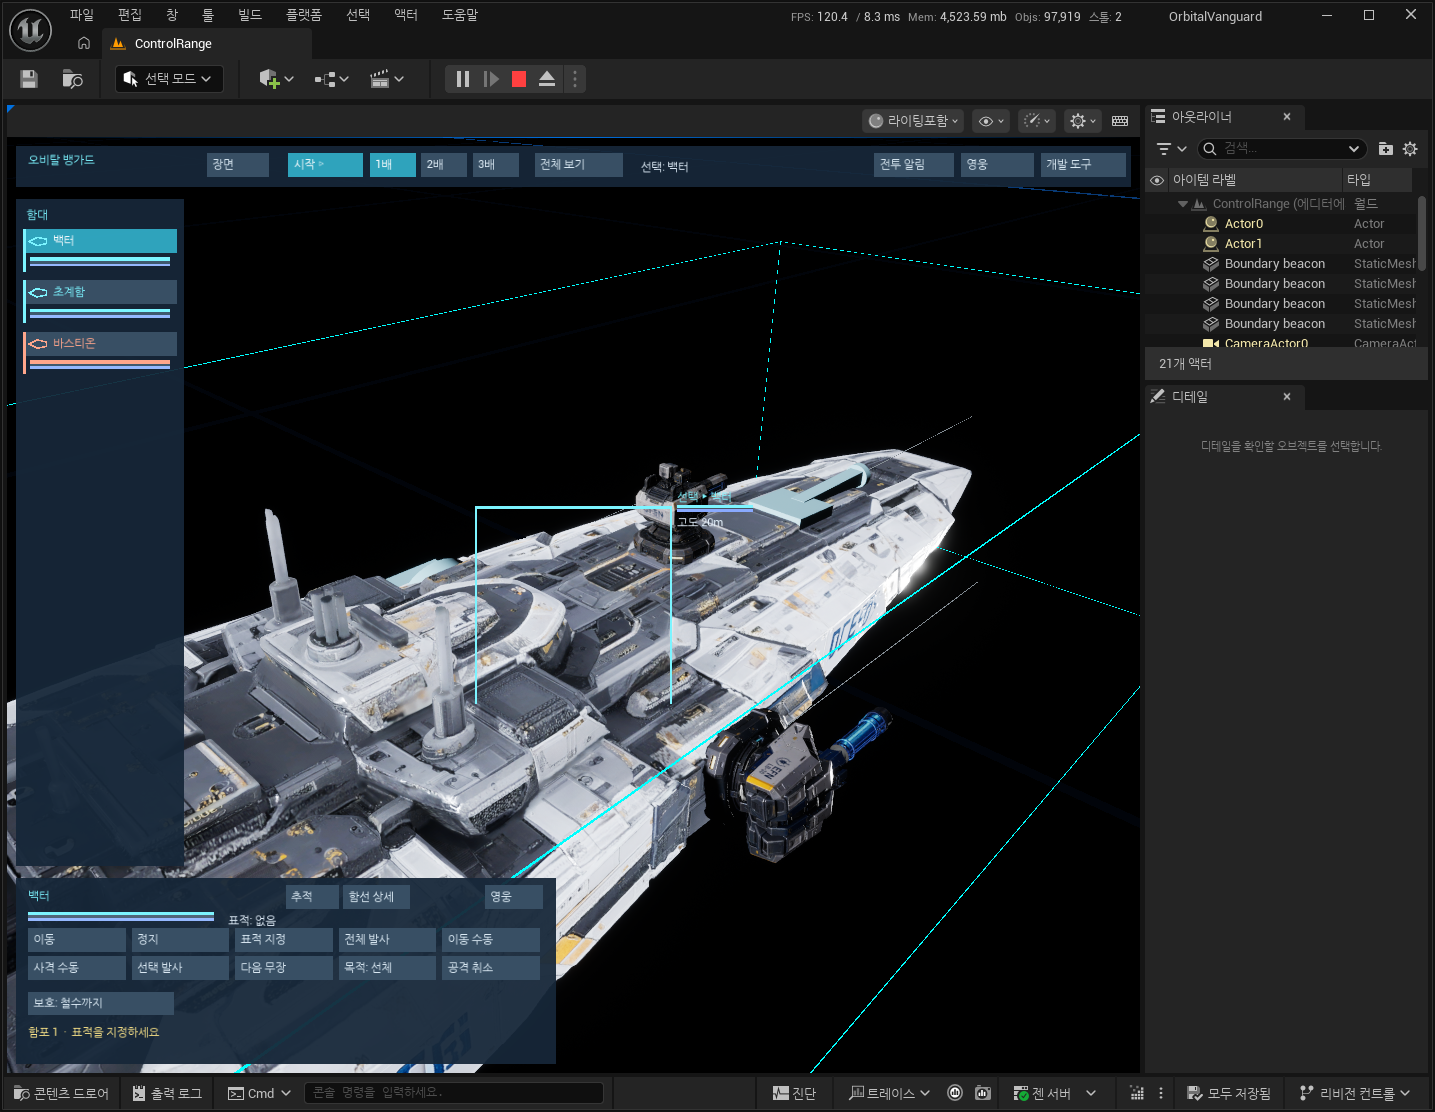 파일 편집 창 툴 빌드 플랫폼 선택 액터 도움말
FPS: 120.4 / 8.3 ms Mem: 4,523.59 mb Objs: 97,919 스톨: 2
OrbitalVanguard
ControlRange
선택 모드
라이팅포함
오비탈 뱅가드
장면
시작
1배
2배
3배
전체 보기
선택: 백터
전투 알림
영웅
개발 도구
함대
백터
초계함
바스티온
선택 ▸ 백터
고도 20m
EFN
백터
추적
함선 상세
영웅
표적: 없음
이동
정지
표적 지정
전체 발사
이동 수동
사격 수동
선택 발사
다음 무장
목적: 선체
공격 취소
보호: 철수까지
함포 1 · 표적을 지정하세요
아웃라이너
검색...
아이템 라벨 타입
ControlRange (에디터에 월드
Actor0 Actor
Actor1 Actor
Boundary beacon StaticMesh
Boundary beacon StaticMesh
Boundary beacon StaticMesh
Boundary beacon StaticMesh
CameraActor0 CameraAct
21개 액터
디테일
디테일을 확인할 오브젝트를 선택합니다.
콘텐츠 드로어
출력 로그
Cmd
콘솔 명령을 입력하세요.
진단
트레이스
젠 서버
모두 저장됨
리비전 컨트롤